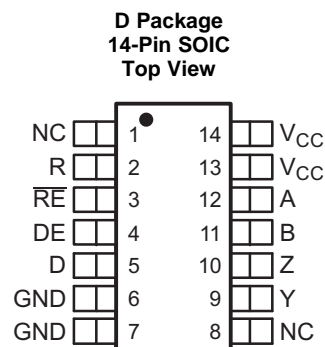 D Package
14-Pin SOIC
Top View
NC 1 14 VCC
R 2 13 VCC
R̅E̅ 3 12 A
DE 4 11 B
D 5 10 Z
GND 6 9 Y
GND 7 8 NC